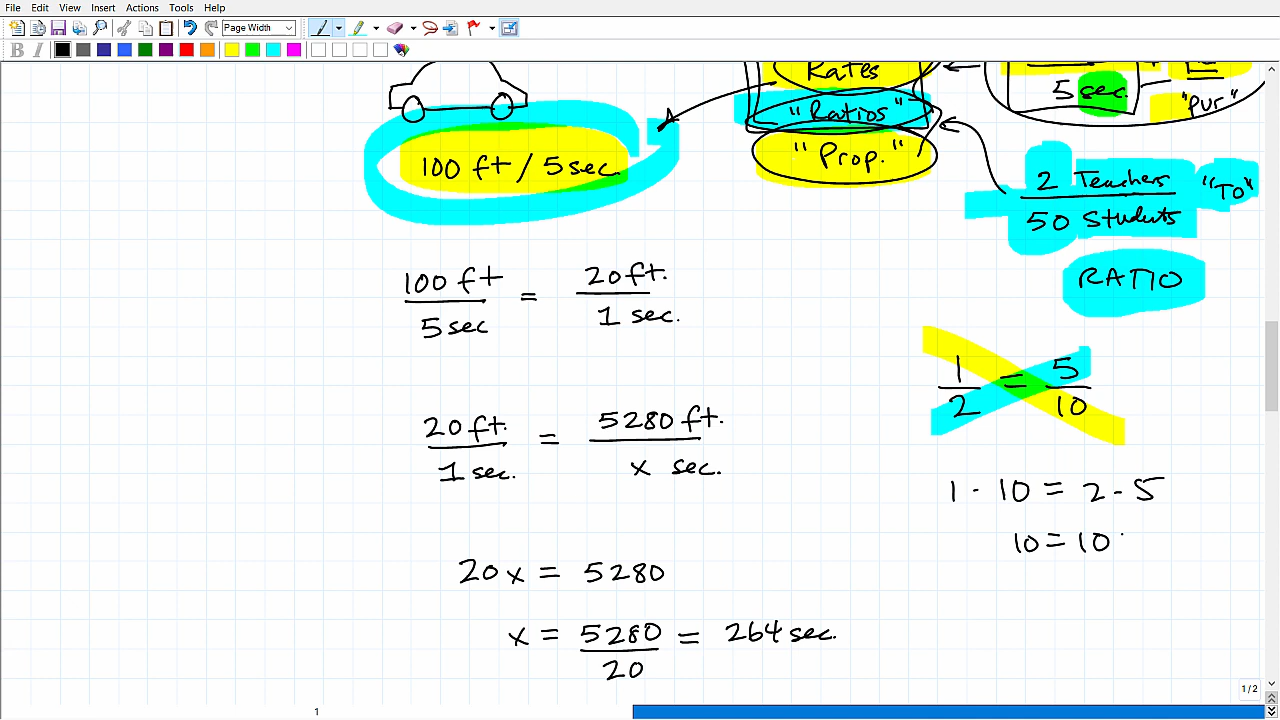 File Edit View Insert Actions Tools Help
Page Width
B I
Rates
"Ratios"
"Prop."
5 sec.
"per"
100 ft / 5 sec
2 Teachers
50 Students
"TO"
RATIO
100 ft
5 sec
=
20 ft.
1 sec.
1
2
=
5
10
20 ft.
1 sec.
=
5280 ft.
x sec.
1 · 10 = 2 · 5
10 = 10
20x = 5280
x = 5280
20
= 264 sec.
1/2
1